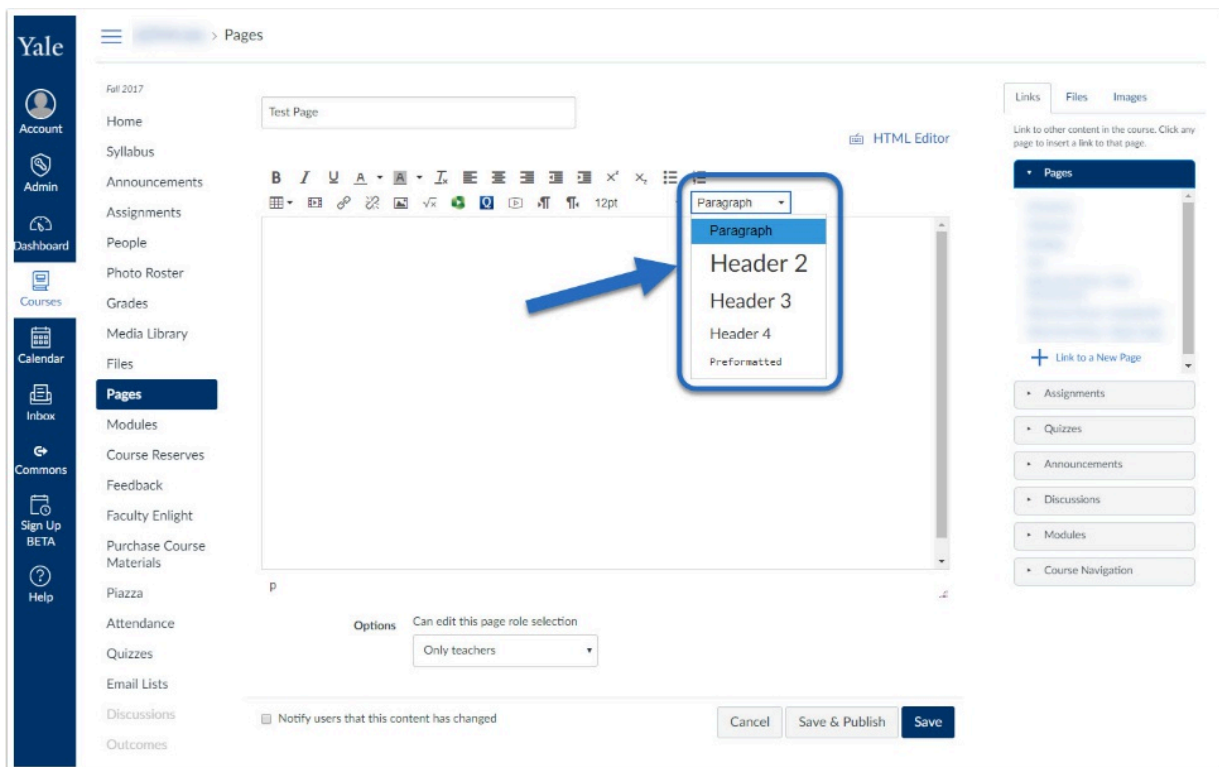 Yale
Account
Admin
Dashboard
Courses
Calendar
Inbox
Commons
Sign Up
BETA
Help
> Pages
Fall 2017
Home
Syllabus
Announcements
Assignments
People
Photo Roster
Grades
Media Library
Files
Pages
Modules
Course Reserves
Feedback
Faculty Enlight
Purchase Course
Materials
Piazza
Attendance
Quizzes
Email Lists
Discussions
Outcomes
Test Page
HTML Editor
12pt
Paragraph
Paragraph
Header 2
Header 3
Header 4
Preformatted
p
Options
Can edit this page role selection
Only teachers
Notify users that this content has changed
Cancel
Save & Publish
Save
Links Files Images
Link to other content in the course. Click any
page to insert a link to that page.
Pages
Link to a New Page
Assignments
Quizzes
Announcements
Discussions
Modules
Course Navigation